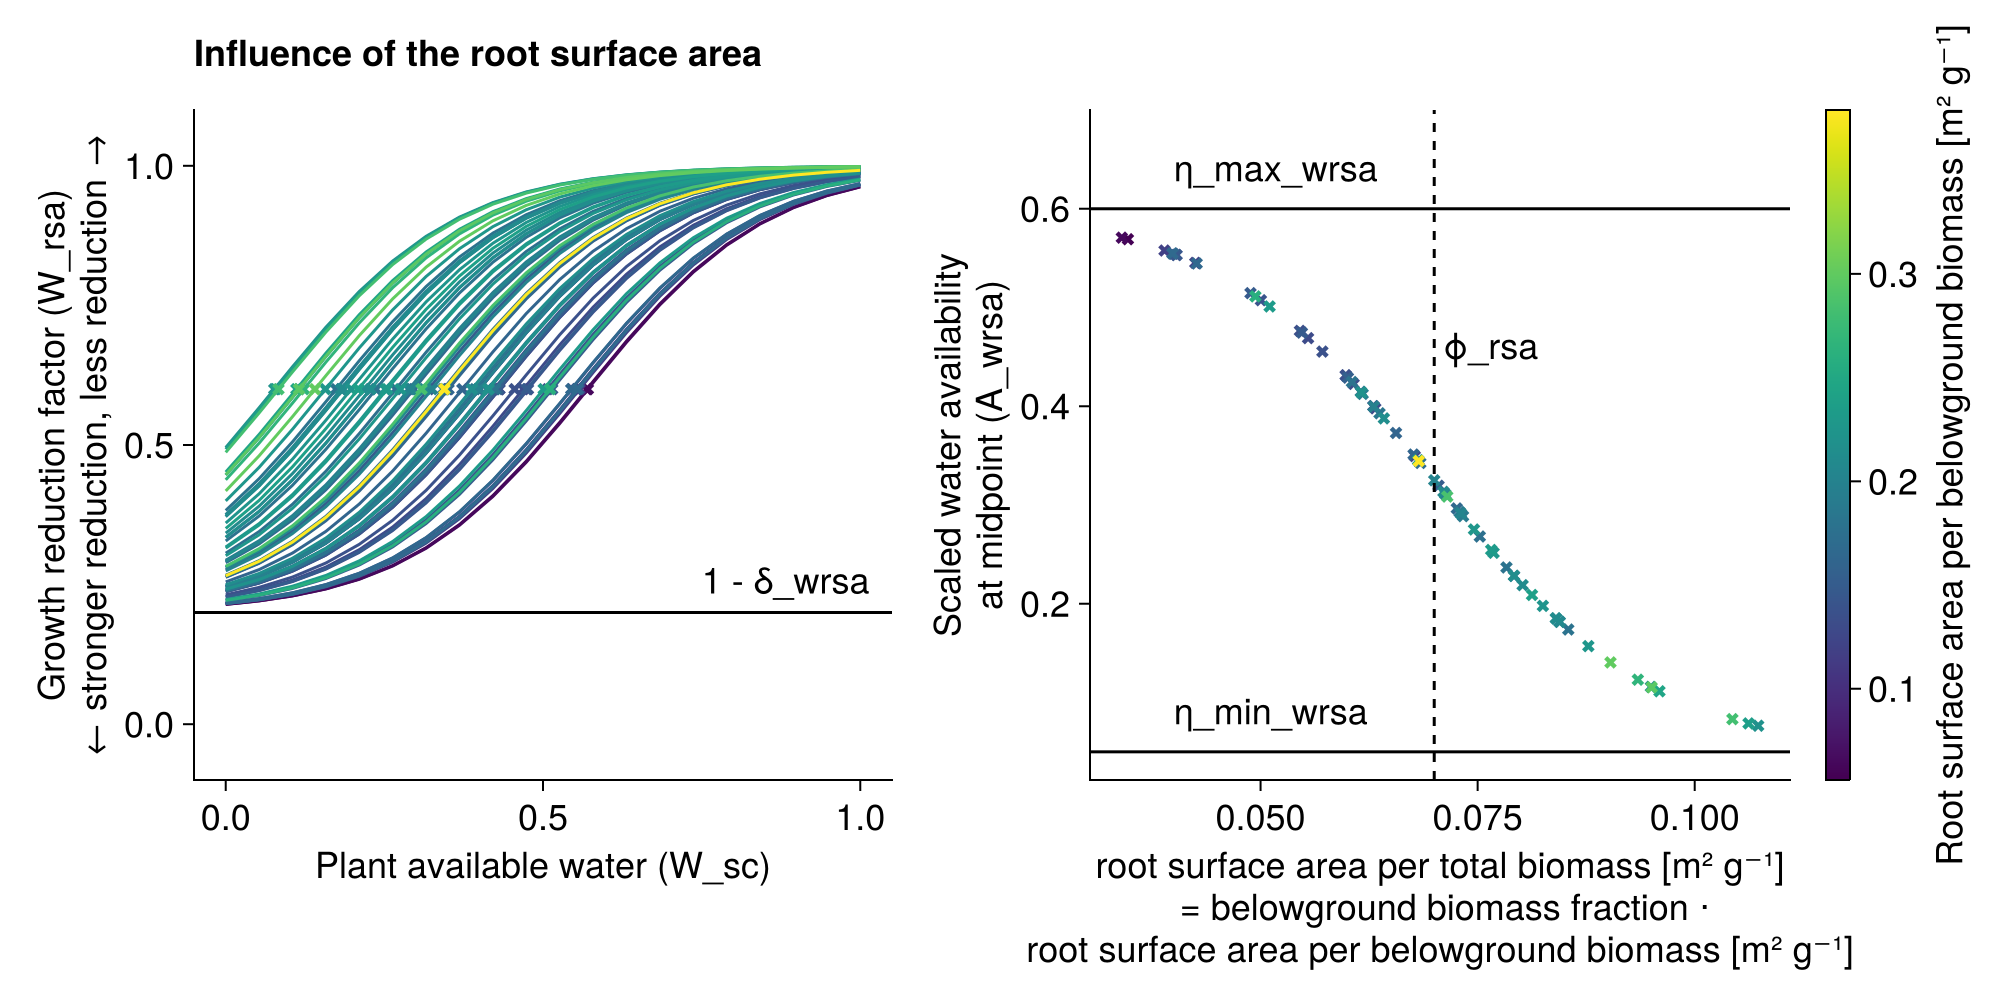 Influence of the root surface area
Growth reduction factor (W_rsa)
← stronger reduction, less reduction →
1.0
0.5
0.0
1 - δ_wrsa
0.0
0.5
1.0
Plant available water (W_sc)
Scaled water availability
at midpoint (A_wrsa)
0.6
0.4
0.2
η_max_wrsa
ϕ_rsa
η_min_wrsa
0.050
0.075
0.100
root surface area per total biomass [m² g⁻¹]
= belowground biomass fraction ⋅
root surface area per belowground biomass [m² g⁻¹]
0.3
0.2
0.1
Root surface area per belowground biomass [m² g⁻¹]